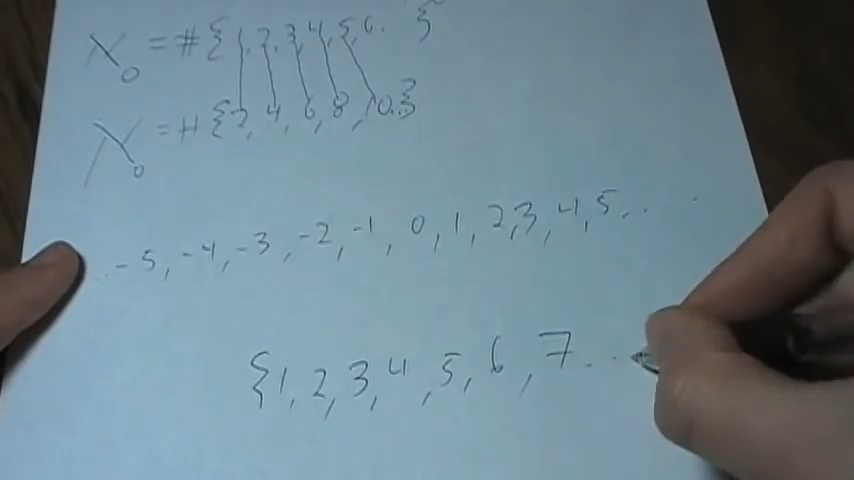 ℵ₀ = #{1, 2, 3, 4, 5, 6. }
ℵ₀ = #{2, 4, 6, 8, 10..}
..-5, -4, -3, -2, -1, 0, 1, 2, 3, 4, 5, . . .
{1, 2, 3, 4, 5, 6, 7...